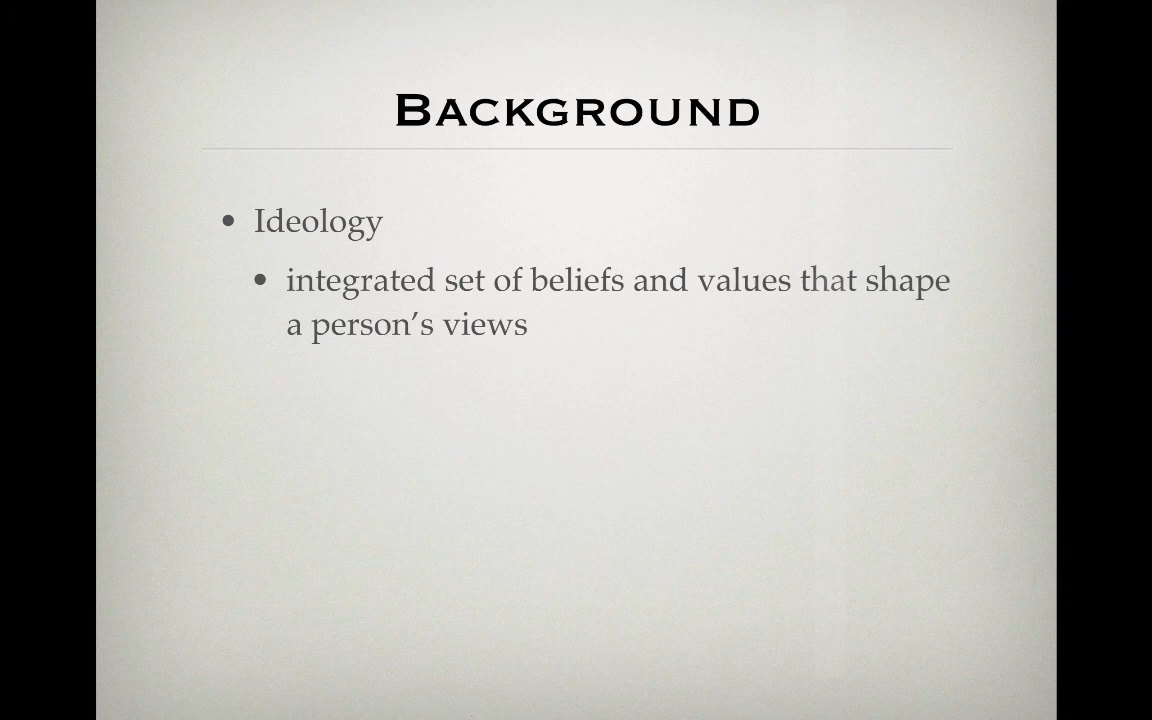 Background
• Ideology
• integrated set of beliefs and values that shape
a person’s views